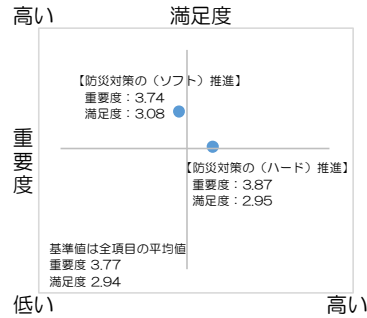 高い
満足度
【防災対策の（ソフト）推進】
重要度：3.74
満足度：3.08
重要度
【防災対策の（ハード）推進】
重要度：3.87
満足度：2.95
基準値は全項目の平均値
重要度 3.77
満足度 2.94
低い
高い